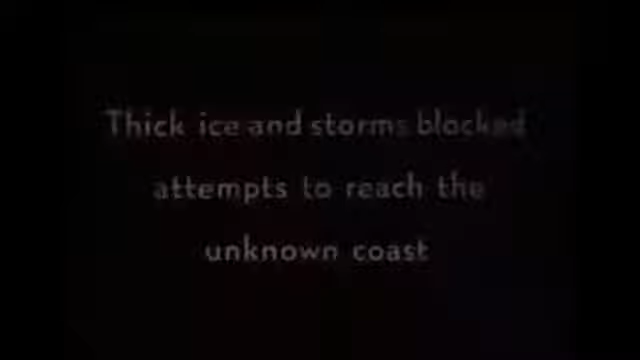 Thick ice and storms blocked
attempts to reach the
unknown coast